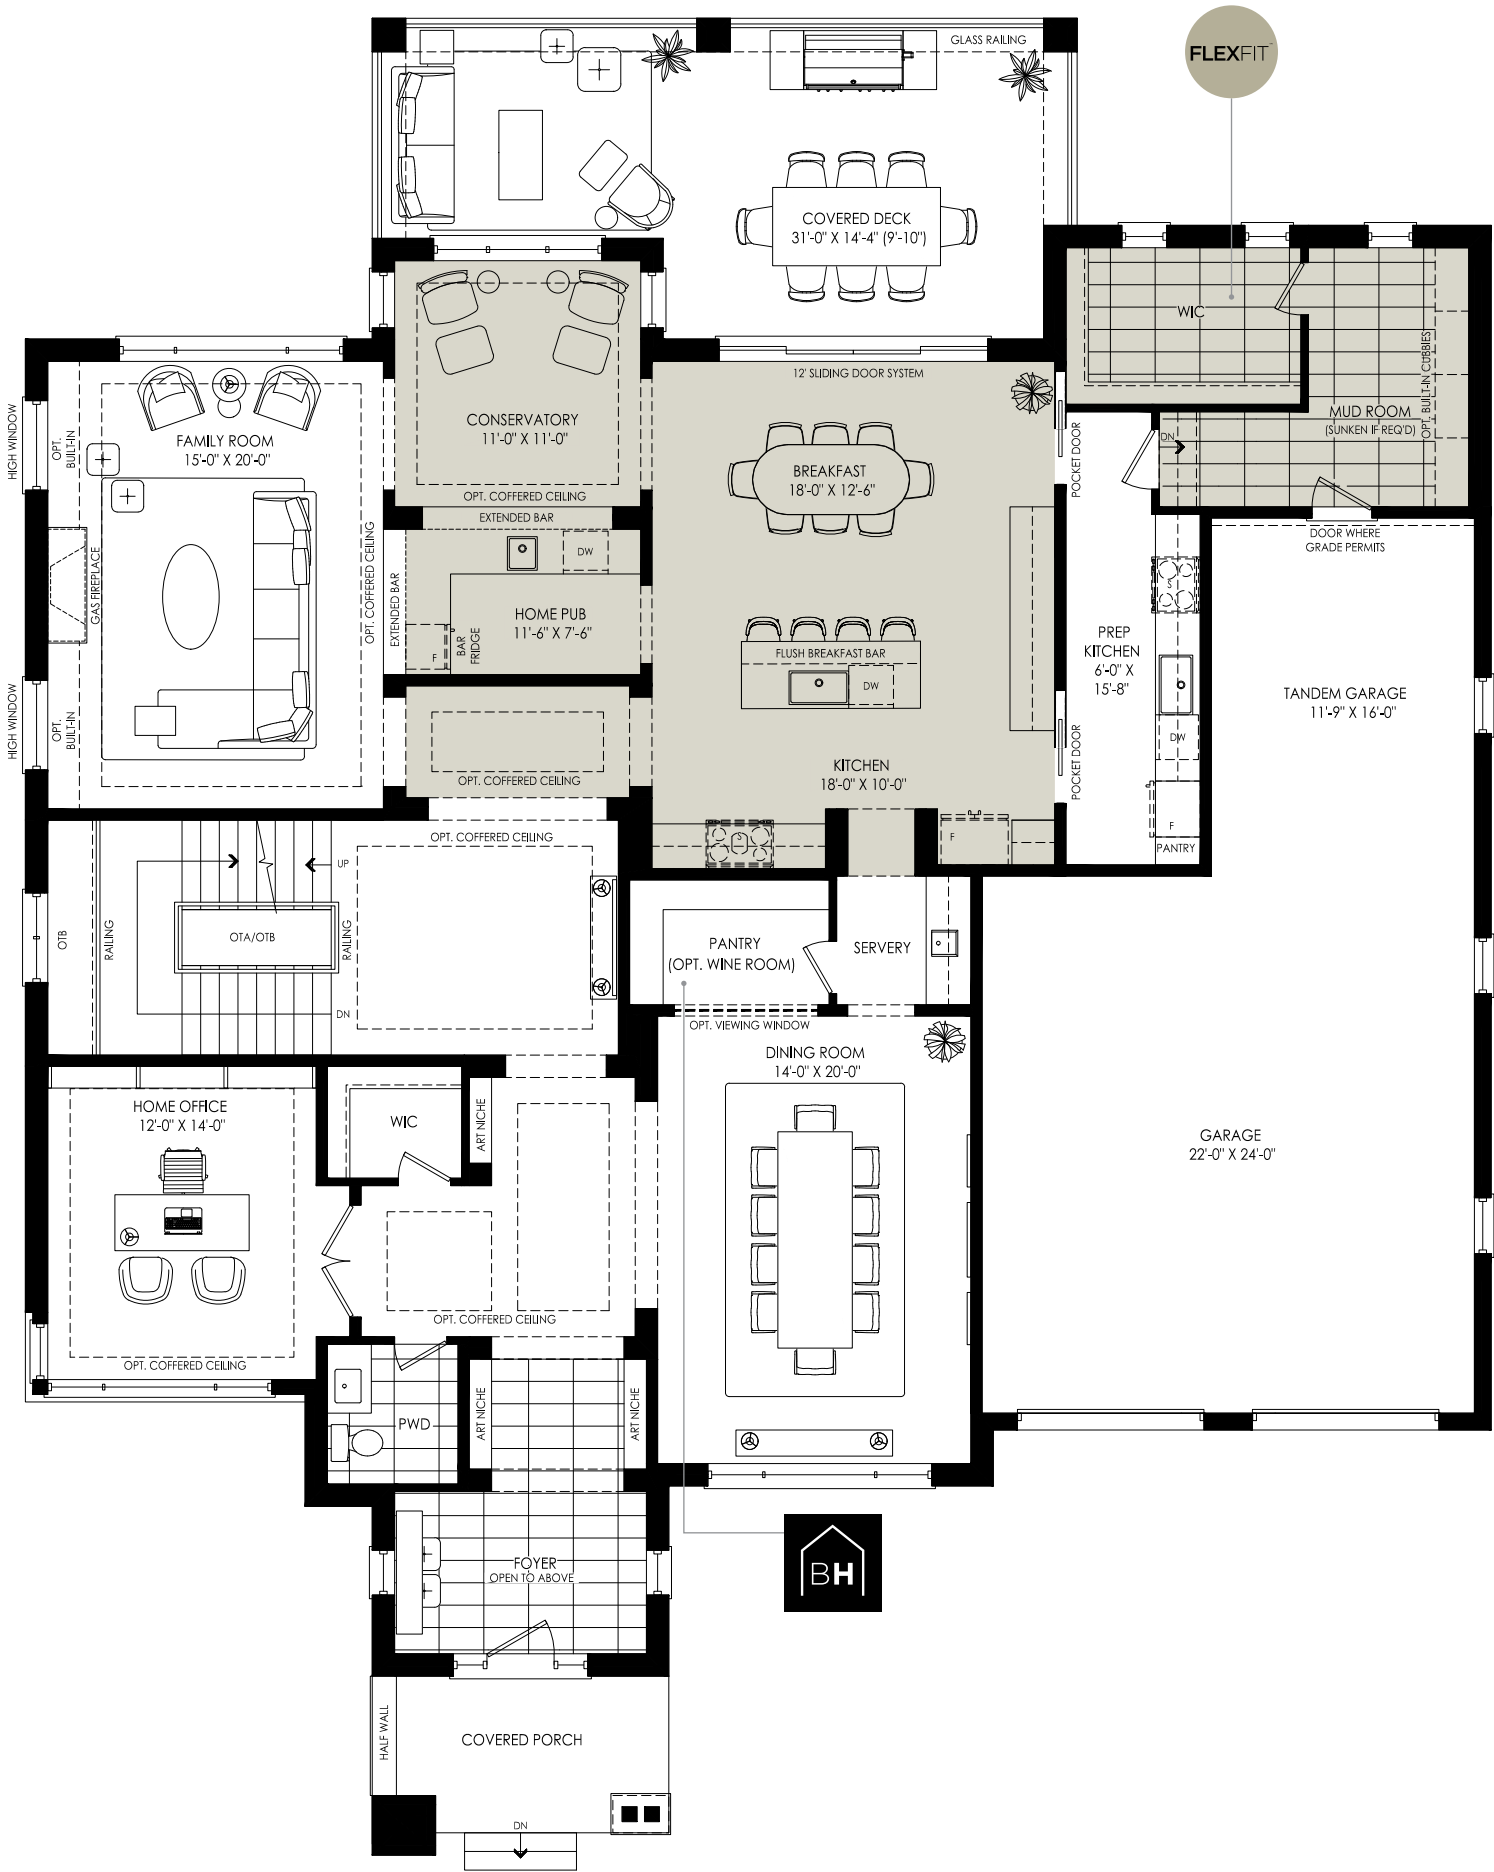 FLEXFIT™
GLASS RAILING
COVERED DECK
31'-0" X 14'-4" (9'-10")
WIC
12' SLIDING DOOR SYSTEM
OPT. BUILT-IN CUBBIES
MUD ROOM
(SUNKEN IF REQ'D)
DN
HIGH WINDOW
OPT.
BUILT-IN
FAMILY ROOM
15'-0" X 20'-0"
CONSERVATORY
11'-0" X 11'-0"
OPT. COFFERED CEILING
BREAKFAST
18'-0" X 12'-6"
POCKET DOOR
EXTENDED BAR
DW
DOOR WHERE
GRADE PERMITS
GAS FIREPLACE
OPT. COFFERED CEILING
EXTENDED BAR
HOME PUB
11'-6" X 7'-6"
F
BAR
FRIDGE
FLUSH BREAKFAST BAR
DW
S
PREP
KITCHEN
6'-0" X
15'-8"
TANDEM GARAGE
11'-9" X 16'-0"
HIGH WINDOW
OPT.
BUILT-IN
OPT. COFFERED CEILING
KITCHEN
18'-0" X 10'-0"
POCKET DOOR
DW
F
PANTRY
OPT. COFFERED CEILING
S
F
UP
OTB
RAILING
OTA/OTB
RAILING
DN
PANTRY
(OPT. WINE ROOM)
SERVERY
OPT. VIEWING WINDOW
DINING ROOM
14'-0" X 20'-0"
HOME OFFICE
12'-0" X 14'-0"
WIC
ART NICHE
GARAGE
22'-0" X 24'-0"
OPT. COFFERED CEILING
OPT. COFFERED CEILING
PWD
ART NICHE
ART NICHE
FOYER
OPEN TO ABOVE
BH
HALF WALL
COVERED PORCH
DN